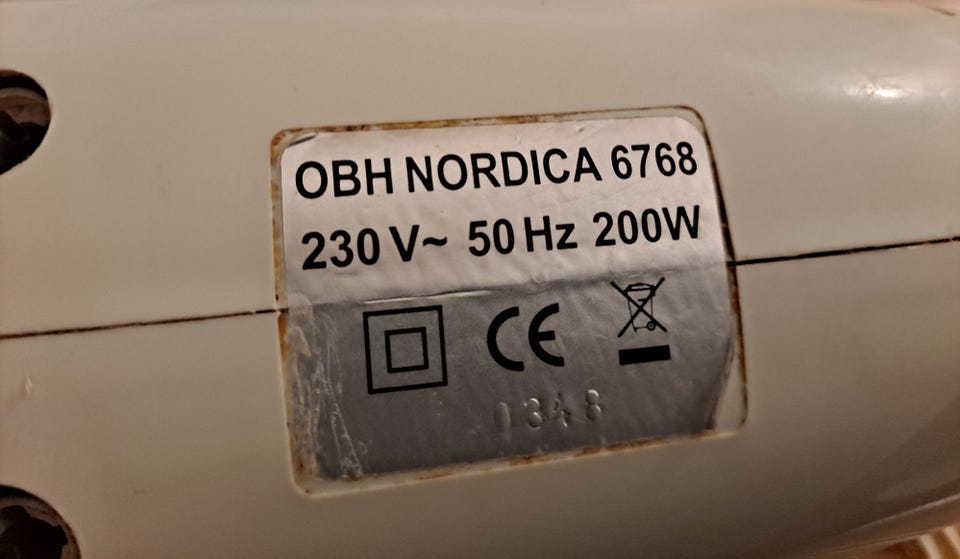 OBH NORDICA 6768
230 V~ 50 Hz 200W
CE
0348